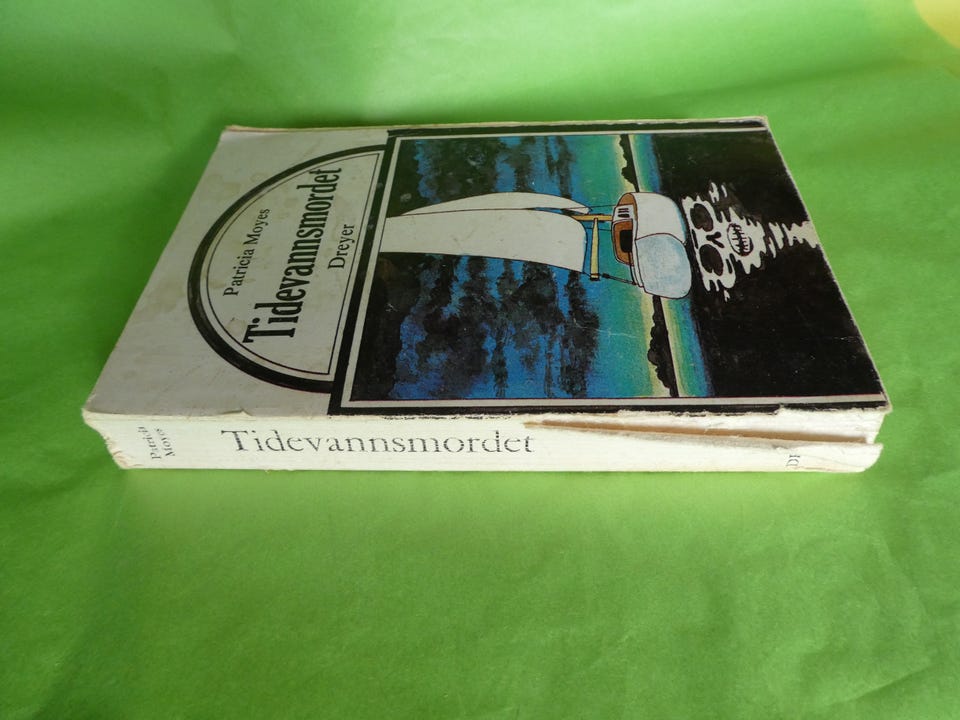 Patricia Moyes
Tidevannsmordet
Dreyer
Patricia
Moyes
Tidevannsmordet